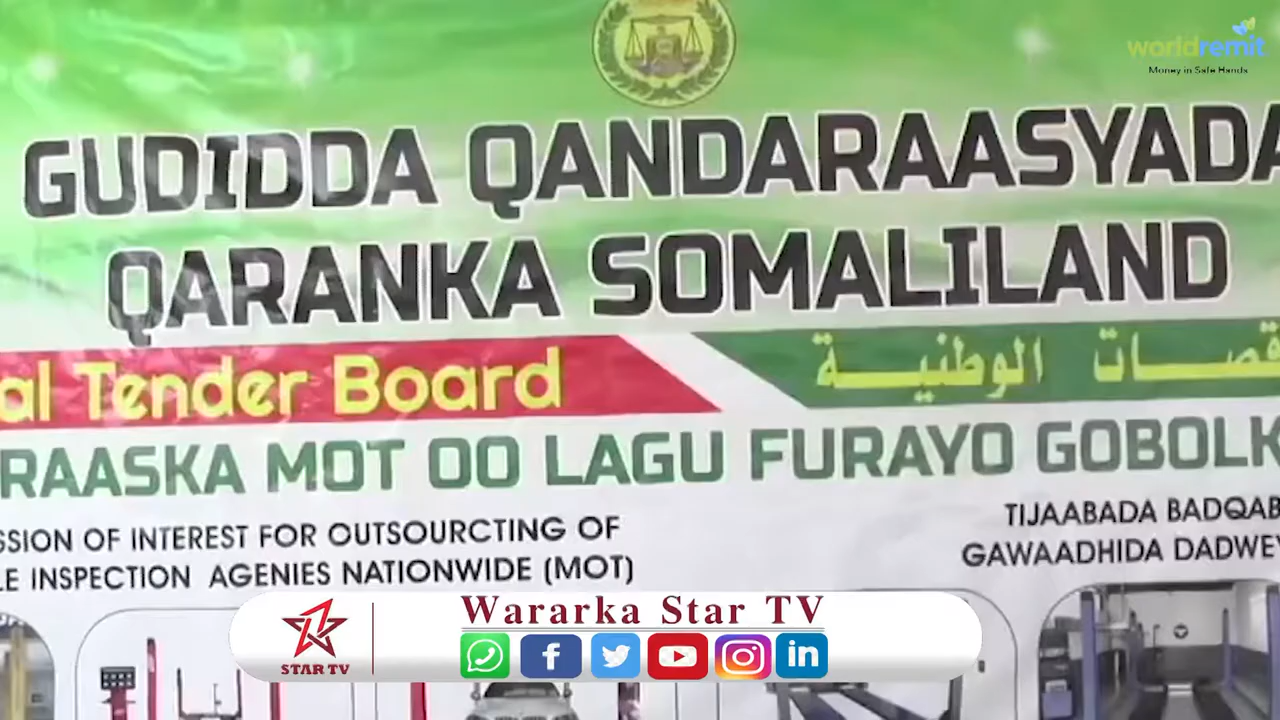 worldremit
Money in Safe Hands
GUDIDDA QANDARAASYADA
QARANKA SOMALILAND
al Tender Board
قصات الوطنية
RAASKA MOT OO LAGU FURAYO GOBOLK
SSION OF INTEREST FOR OUTSOURCTING OF
LE INSPECTION AGENIES NATIONWIDE (MOT)
TIJAABADA BADQAB
GAWAADHIDA DADWEY
Wararka Star TV
STAR TV